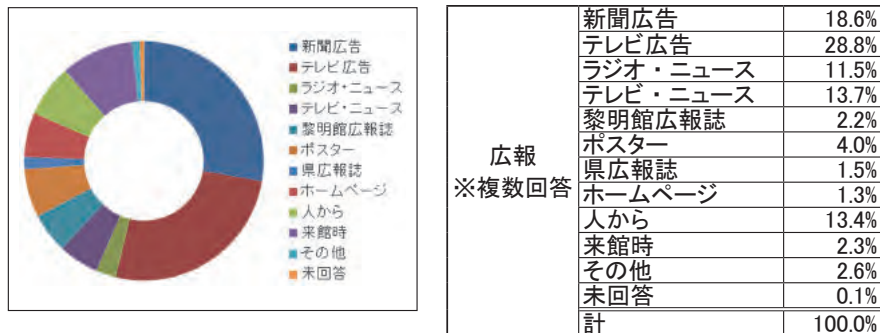 新聞広告
テレビ広告
ラジオ・ニュース
テレビ・ニュース
黎明館広報誌
ポスター
県広報誌
ホームページ
人から
来館時
その他
未回答
広報
※複数回答
新聞広告 18.6%
テレビ広告 28.8%
ラジオ・ニュース 11.5%
テレビ・ニュース 13.7%
黎明館広報誌 2.2%
ポスター 4.0%
県広報誌 1.5%
ホームページ 1.3%
人から 13.4%
来館時 2.3%
その他 2.6%
未回答 0.1%
計 100.0%